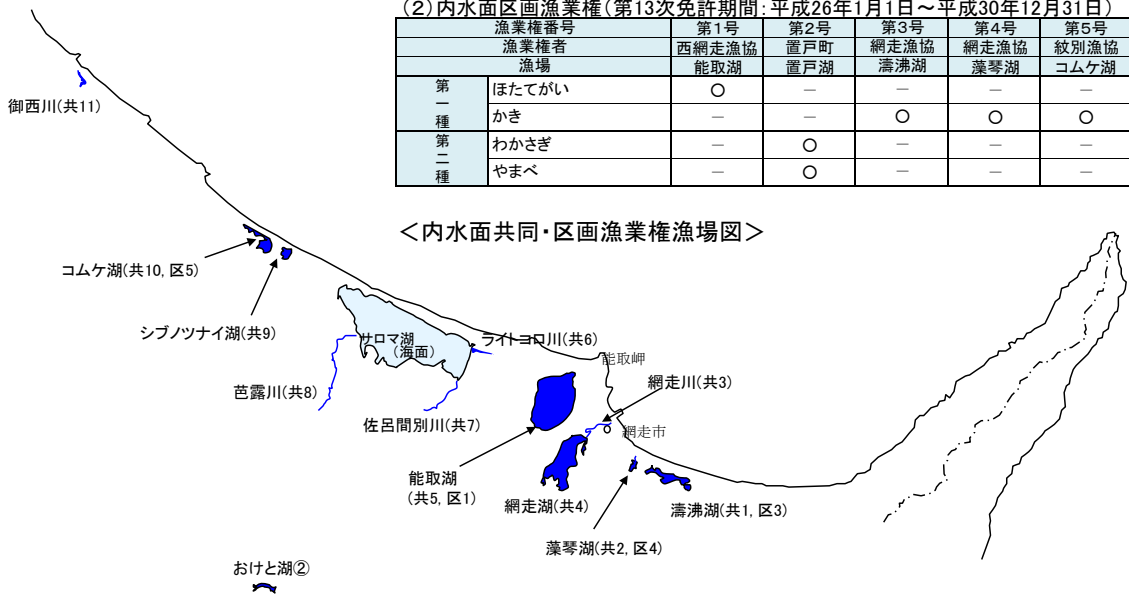 (2)内水面区画漁業権(第13次免許期間:平成26年1月1日～平成30年12月31日)
漁業権番号 第1号 第2号 第3号 第4号 第5号
漁業権者 西網走漁協 置戸町 網走漁協 網走漁協 紋別漁協
漁場 能取湖 置戸湖 濤沸湖 藻琴湖 コムケ湖
第一種 ほたてがい ○ － － － －
かき － － ○ ○ ○
第二種 わかさぎ － ○ － － －
やまべ － ○ － － －
＜内水面共同・区画漁業権漁場図＞
御西川(共11)
コムケ湖(共10, 区5)
シブノツナイ湖(共9)
サロマ湖
(海面)
ライトコロ川(共6)
能取岬
芭露川(共8)
網走川(共3)
佐呂間別川(共7)
網走市
能取湖
(共5, 区1)
網走湖(共4)
濤沸湖(共1, 区3)
藻琴湖(共2, 区4)
おけと湖②